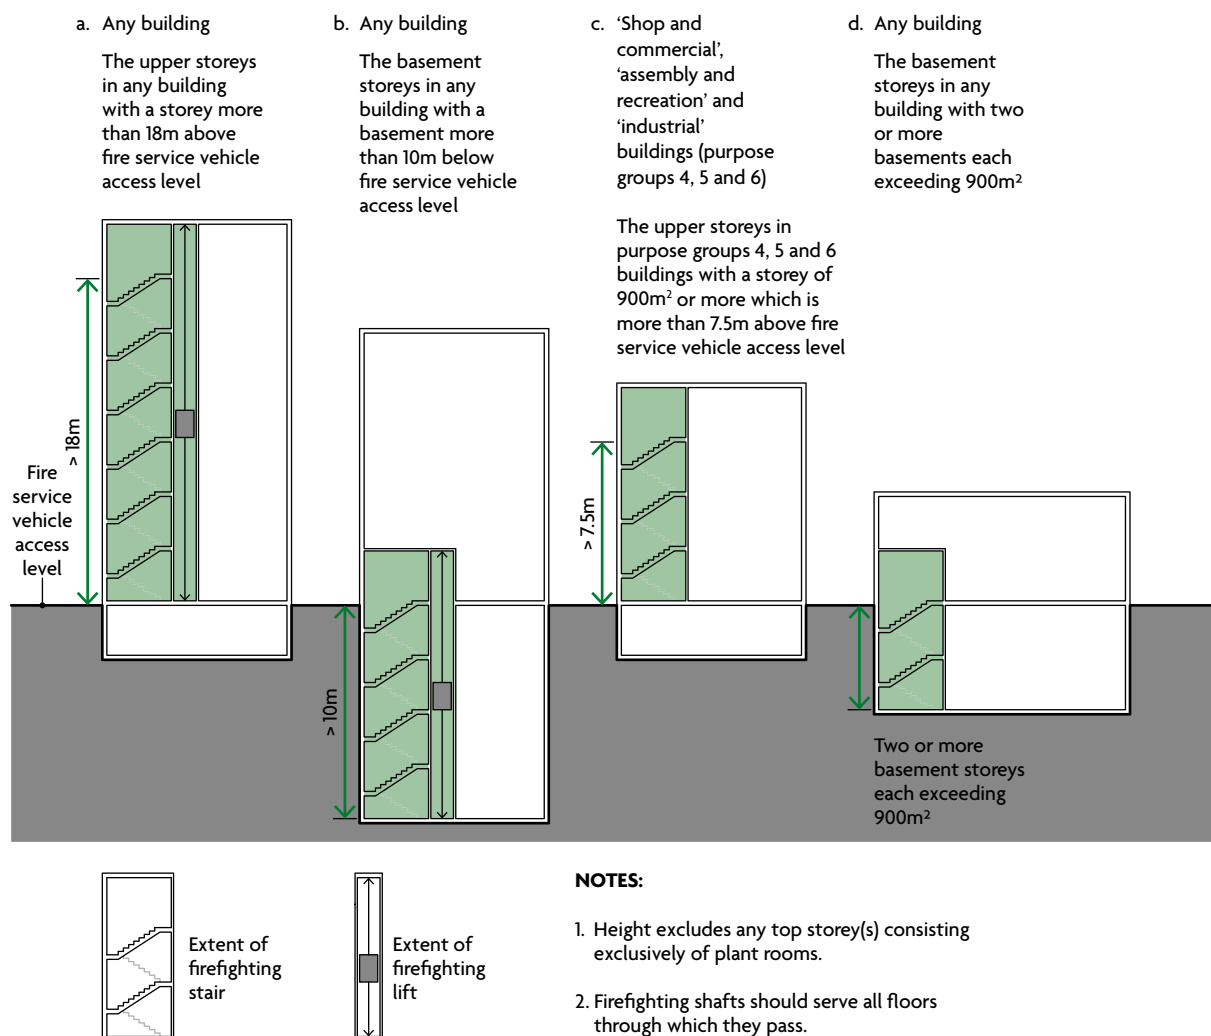 a. Any building
The upper storeys
in any building
with a storey more
than 18m above
fire service vehicle
access level
b. Any building
The basement
storeys in any
building with a
basement more
than 10m below
fire service vehicle
access level
c. ‘Shop and
commercial’,
‘assembly and
recreation’ and
‘industrial’
buildings (purpose
groups 4, 5 and 6)
The upper storeys in
purpose groups 4, 5 and 6
buildings with a storey of
900m² or more which is
more than 7.5m above fire
service vehicle access level
d. Any building
The basement
storeys in any
building with two
or more
basements each
exceeding 900m²
> 18m
Fire
service
vehicle
access
level
> 10m
> 7.5m
Two or more
basement storeys
each exceeding
900m²
Extent of
firefighting
stair
Extent of
firefighting
lift
NOTES:
1. Height excludes any top storey(s) consisting
exclusively of plant rooms.
2. Firefighting shafts should serve all floors
through which they pass.